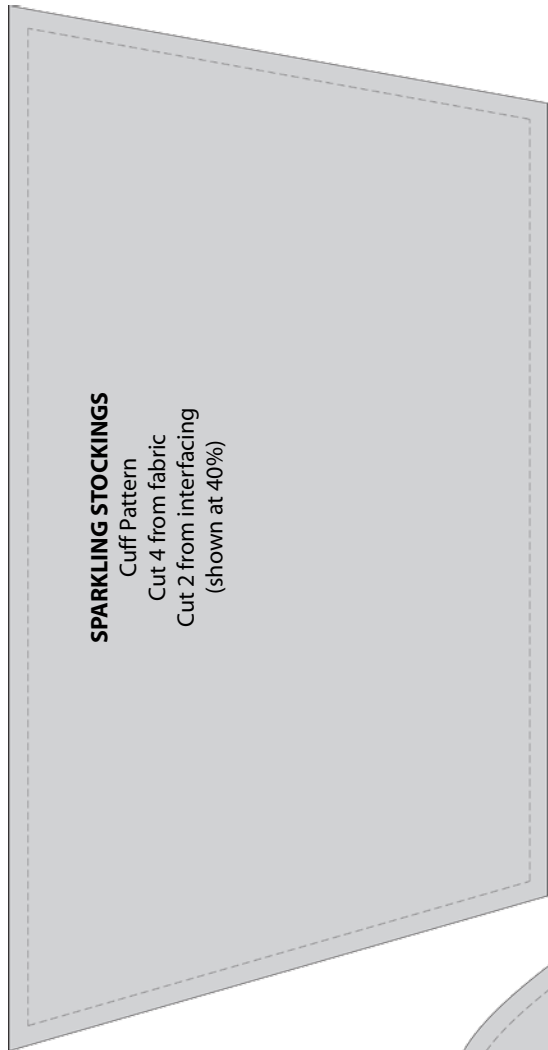 SPARKLING STOCKINGS
Cuff Pattern
Cut 4 from fabric
Cut 2 from interfacing
(shown at 40%)